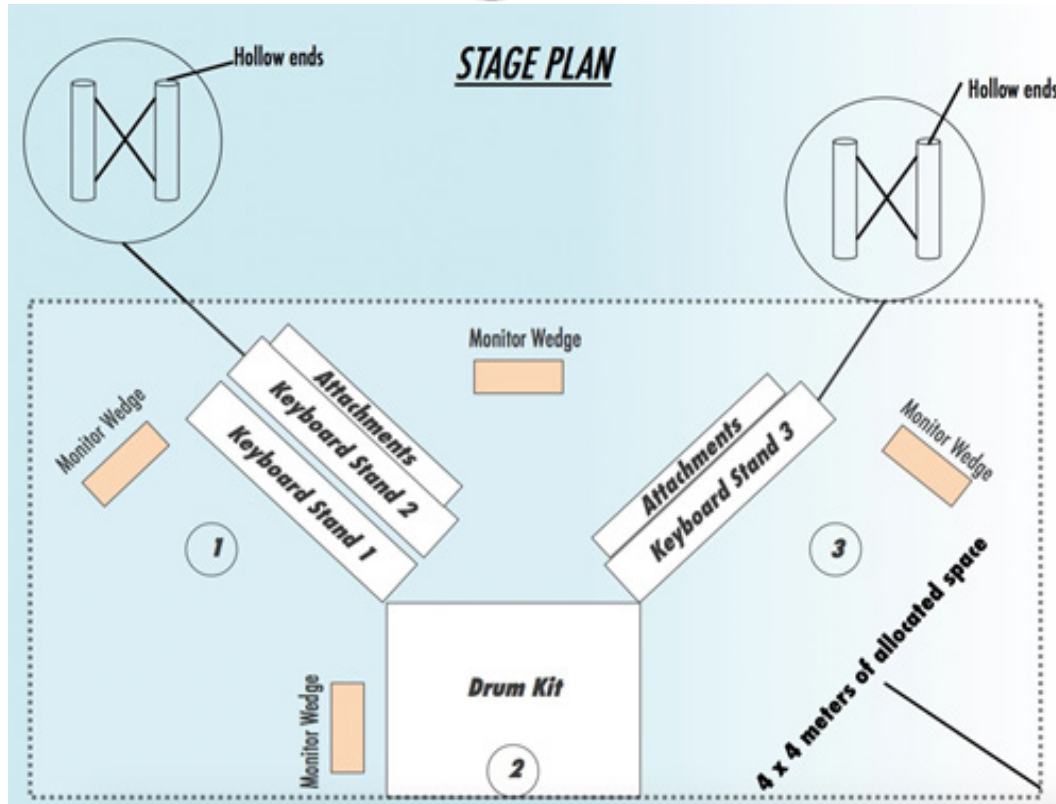 STAGE PLAN
Hollow ends
Hollow ends
Monitor Wedge
Monitor Wedge
Monitor Wedge
Attachments
Keyboard Stand 2
Keyboard Stand 1
Attachments
Keyboard Stand 3
1
3
4 x 4 meters of allocated space
Monitor Wedge
Drum Kit
2